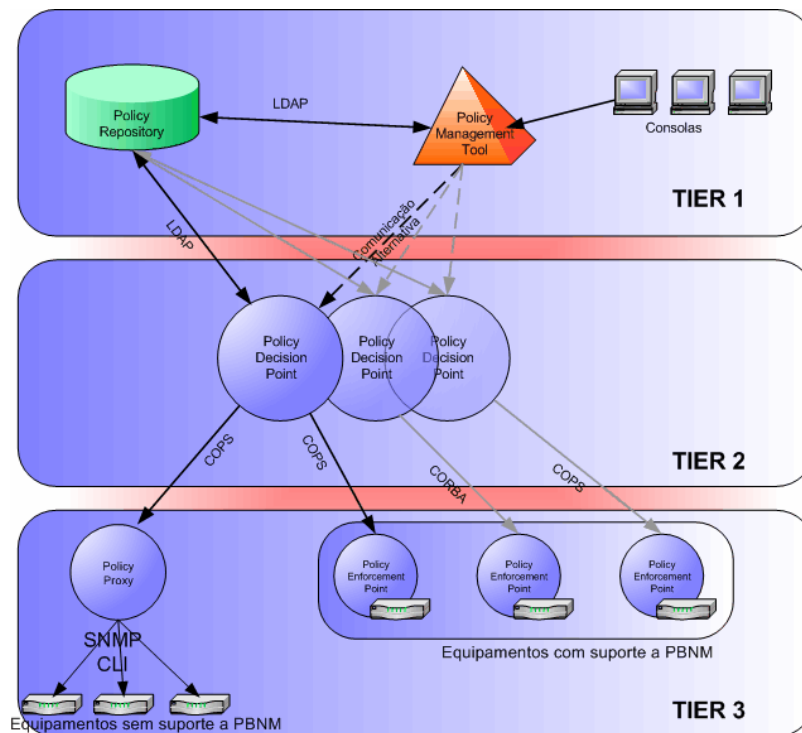 Policy
Repository
LDAP
Policy
Management
Tool
Consolas
TIER 1
LDAP
Comunicação
Alternativa
Policy
Decision
Point
Policy
Decision
Point
Policy
Decision
Point
COPS
COPS
CORBA
COPS
TIER 2
Policy
Proxy
Policy
Enforcement
Point
Policy
Enforcement
Point
Policy
Enforcement
Point
SNMP
CLI
Equipamentos com suporte a PBNM
Equipamentos sem suporte a PBNM
TIER 3